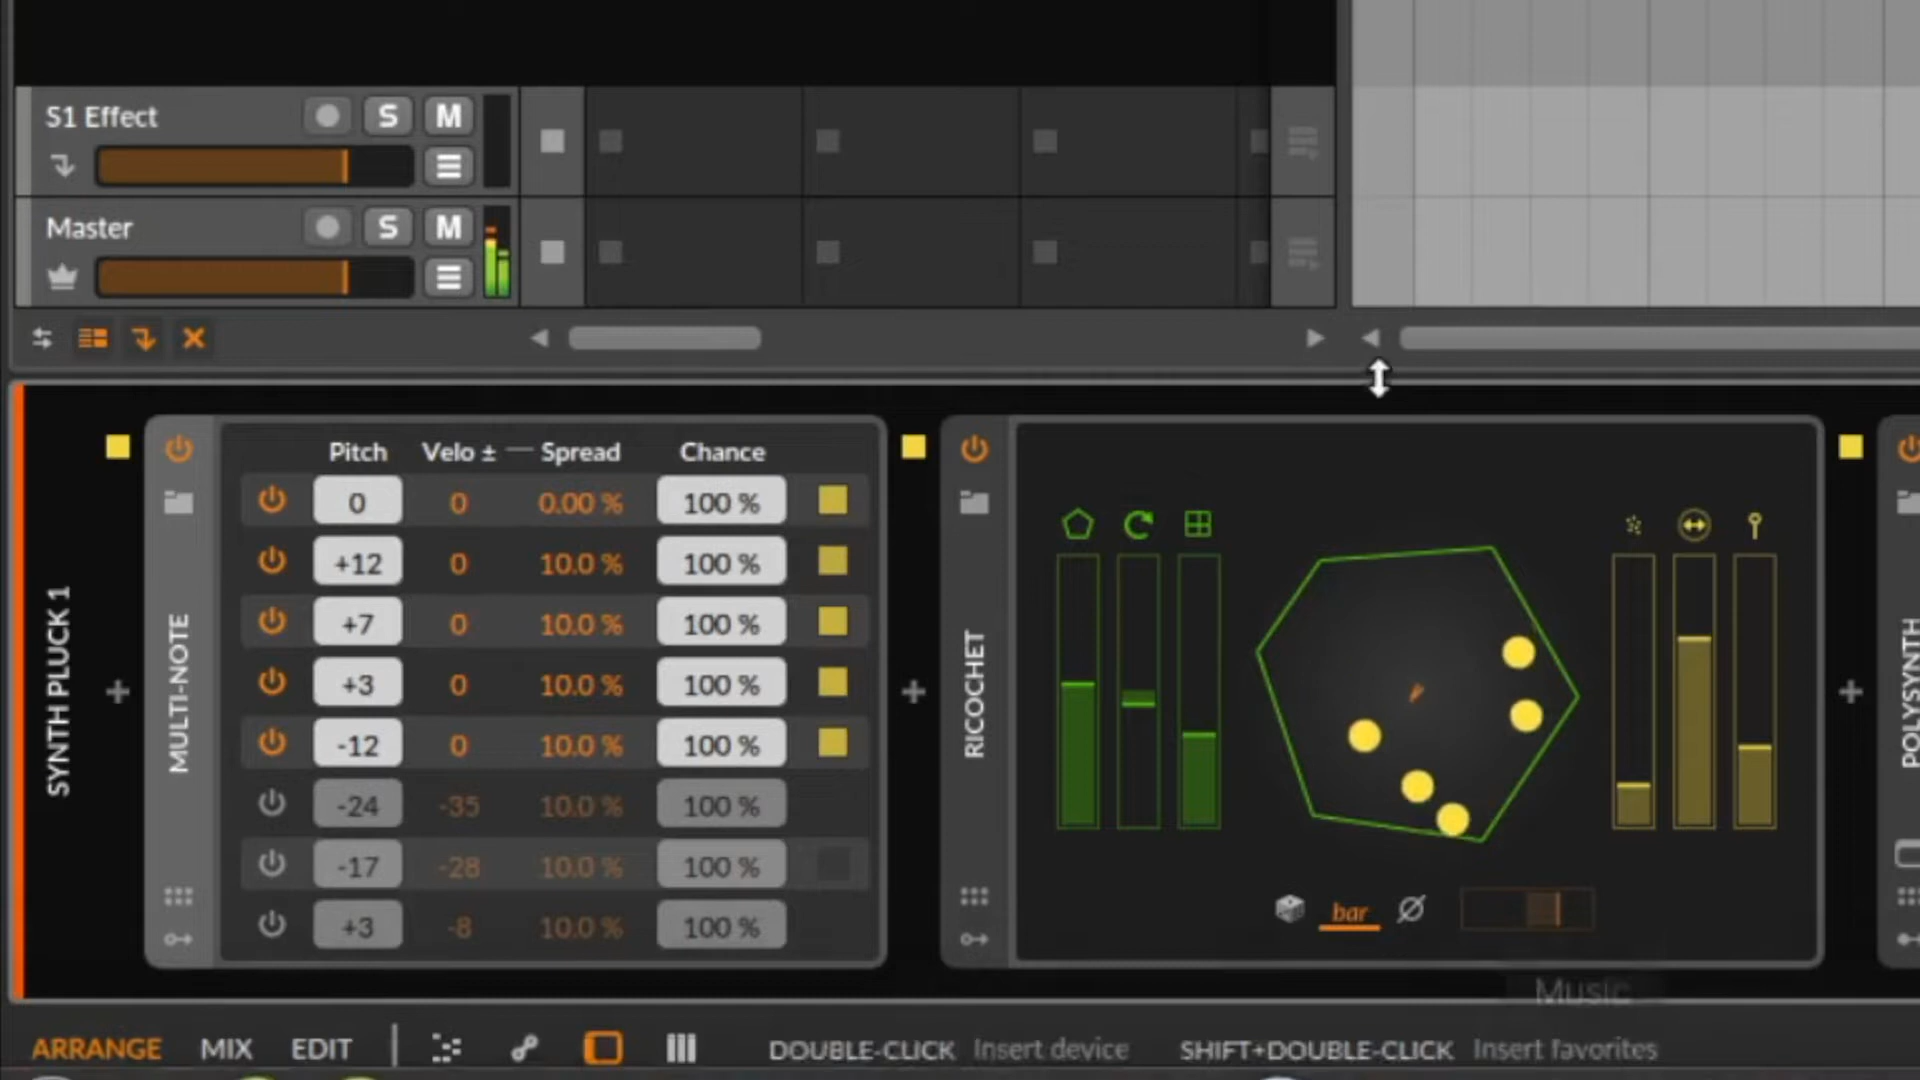 S1 Effect S M
Master S M
SYNTH PLUCK 1
MULTI-NOTE
Pitch Velo ± Spread Chance
0 0 0.00 % 100 %
+12 0 10.0 % 100 %
+7 0 10.0 % 100 %
+3 0 10.0 % 100 %
-12 0 10.0 % 100 %
-24 -35 10.0 % 100 %
-17 -28 10.0 % 100 %
+3 -8 10.0 % 100 %
RICOCHET
bar
POLYSYNTH
Music
ARRANGE MIX EDIT DOUBLE-CLICK Insert device SHIFT+DOUBLE-CLICK Insert favorites